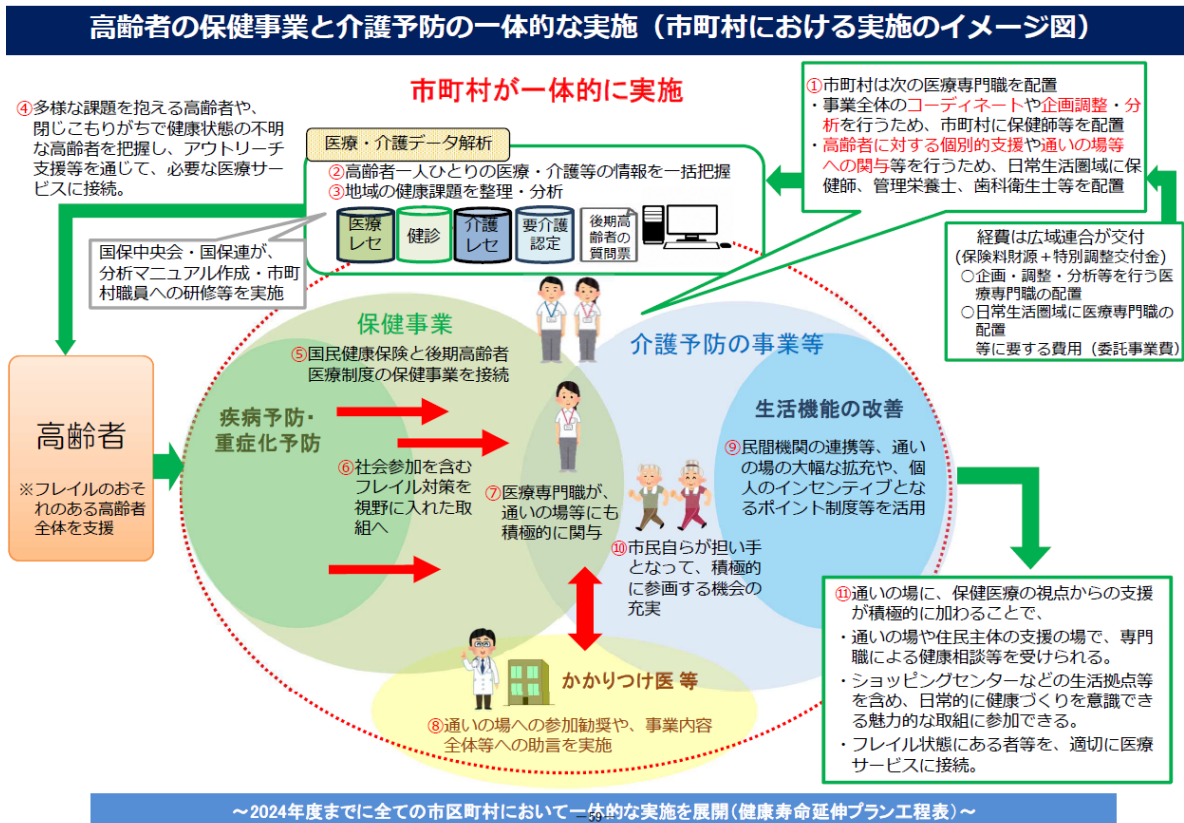 高齢者の保健事業と介護予防の一体的な実施（市町村における実施のイメージ図）
市町村が一体的に実施
①市町村は次の医療専門職を配置
・事業全体のコーディネートや企画調整・分
析を行うため、市町村に保健師等を配置
・高齢者に対する個別的支援や通いの場等
への関与等を行うため、日常生活圏域に保
健師、管理栄養士、歯科衛生士等を配置
④多様な課題を抱える高齢者や、
閉じこもりがちで健康状態の不明
な高齢者を把握し、アウトリーチ
支援等を通じて、必要な医療サー
ビスに接続。
医療・介護データ解析
②高齢者一人ひとりの医療・介護等の情報を一括把握
③地域の健康課題を整理・分析
医療
レセ
健診
介護
レセ
要介護
認定
後期高
齢者の
質問票
国保中央会・国保連が、
分析マニュアル作成・市町
村職員への研修等を実施
経費は広域連合が交付
(保険料財源＋特別調整交付金)
○企画・調整・分析等を行う医
療専門職の配置
○日常生活圏域に医療専門職の
配置
等に要する費用（委託事業費）
保健事業
⑤国民健康保険と後期高齢者
医療制度の保健事業を接続
介護予防の事業等
高齢者
※フレイルのおそ
れのある高齢者
全体を支援
疾病予防・
重症化予防
⑥社会参加を含む
フレイル対策を
視野に入れた取
組へ
⑦医療専門職が、
通いの場等にも
積極的に関与
生活機能の改善
⑨民間機関の連携等、通い
の場の大幅な拡充や、個
人のインセンティブとな
るポイント制度等を活用
⑩市民自らが担い手
となって、積極的
に参画する機会の
充実
かかりつけ医 等
⑧通いの場への参加勧奨や、事業内容
全体等への助言を実施
⑪通いの場に、保健医療の視点からの支援
が積極的に加わることで、
・通いの場や住民主体の支援の場で、専門
職による健康相談等を受けられる。
・ショッピングセンターなどの生活拠点等
を含め、日常的に健康づくりを意識でき
る魅力的な取組に参加できる。
・フレイル状態にある者等を、適切に医療
サービスに接続。
～2024年度までに全ての市区町村において一体的な実施を展開（健康寿命延伸プラン工程表）～
－59－